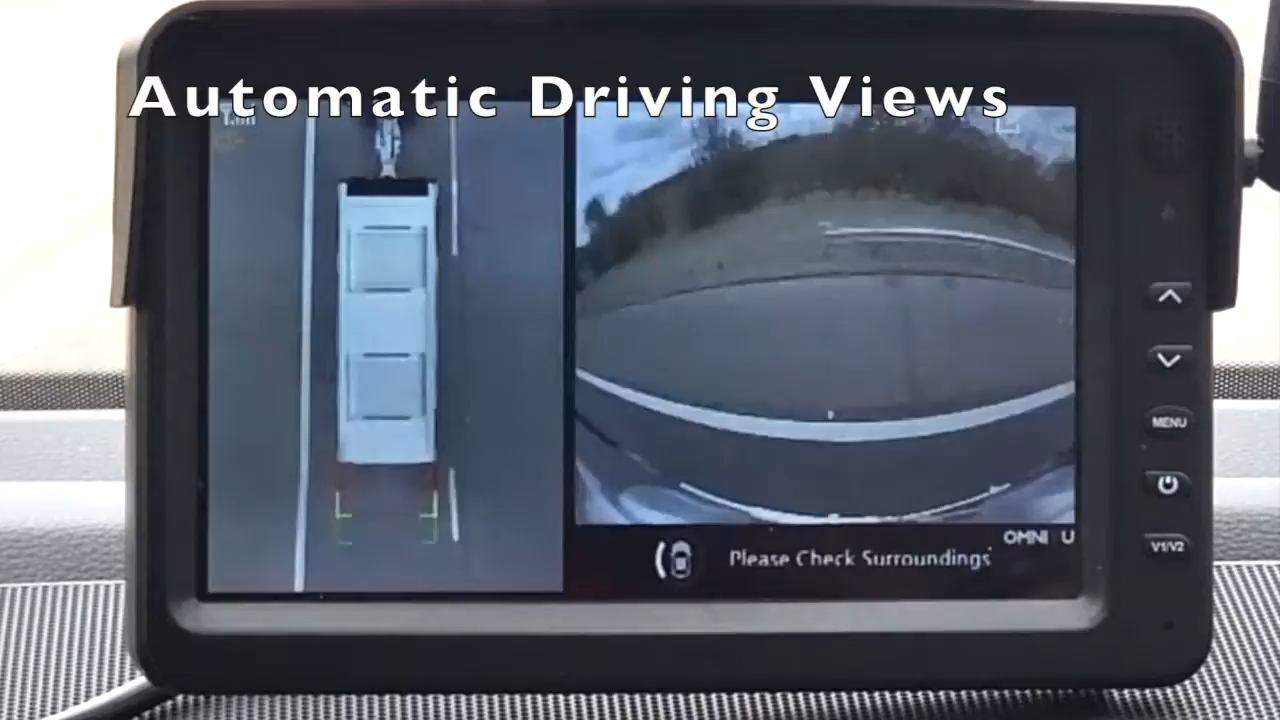 Automatic Driving Views
MENU
V1/V2
OMNI U
Please Check Surroundings